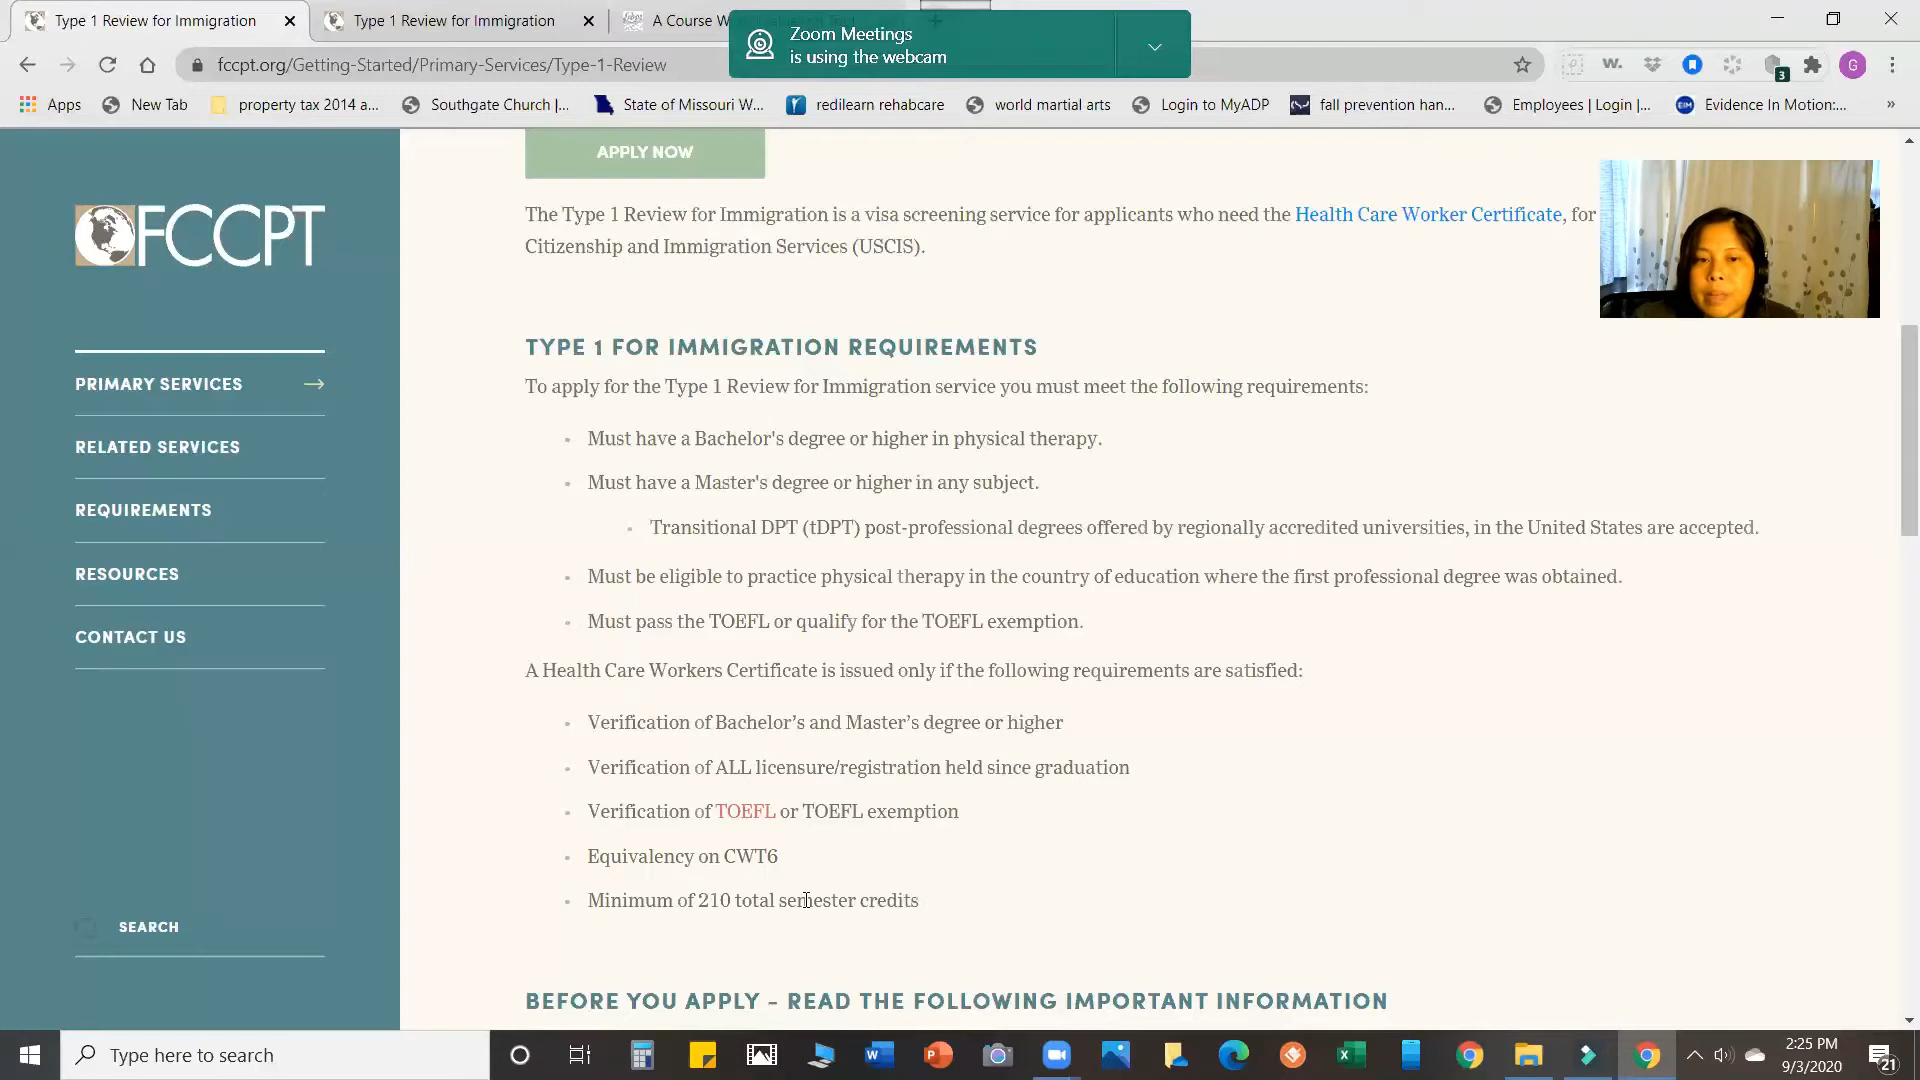 Type 1 Review for Immigration
Type 1 Review for Immigration
A Course W
Zoom Meetings
is using the webcam
fccpt.org/Getting-Started/Primary-Services/Type-1-Review
W.
3
G
Apps
New Tab
property tax 2014 a...
Southgate Church |...
State of Missouri W...
redilearn rehabcare
world martial arts
Login to MyADP
fall prevention han...
Employees | Login |...
EIM
Evidence In Motion:...
»
FCCPT
PRIMARY SERVICES
RELATED SERVICES
REQUIREMENTS
RESOURCES
CONTACT US
SEARCH
APPLY NOW
The Type 1 Review for Immigration is a visa screening service for applicants who need the Health Care Worker Certificate, for
Citizenship and Immigration Services (USCIS).
TYPE 1 FOR IMMIGRATION REQUIREMENTS
To apply for the Type 1 Review for Immigration service you must meet the following requirements:
Must have a Bachelor's degree or higher in physical therapy.
Must have a Master's degree or higher in any subject.
Transitional DPT (tDPT) post-professional degrees offered by regionally accredited universities, in the United States are accepted.
Must be eligible to practice physical therapy in the country of education where the first professional degree was obtained.
Must pass the TOEFL or qualify for the TOEFL exemption.
A Health Care Workers Certificate is issued only if the following requirements are satisfied:
Verification of Bachelor’s and Master’s degree or higher
Verification of ALL licensure/registration held since graduation
Verification of TOEFL or TOEFL exemption
Equivalency on CWT6
Minimum of 210 total semester credits
BEFORE YOU APPLY - READ THE FOLLOWING IMPORTANT INFORMATION
Type here to search
2:25 PM
9/3/2020
21